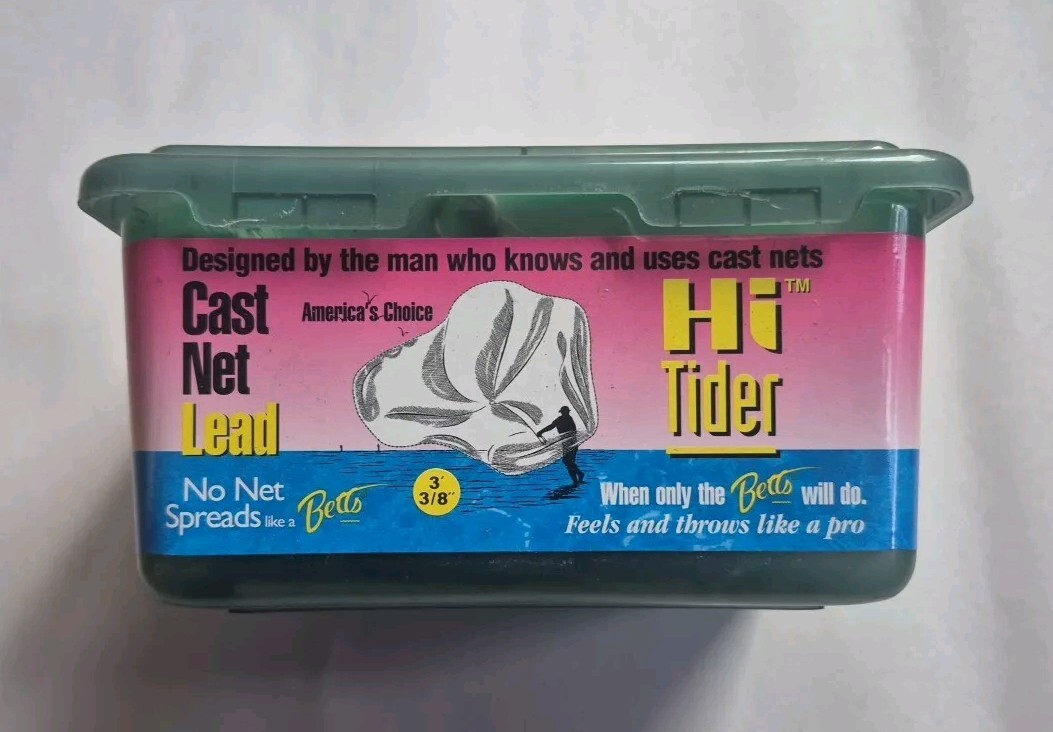 Designed by the man who knows and uses cast nets
Cast
Net
Lead
America's Choice
Hi™
Tider
3'
3/8"
No Net
Spreads like a Betts
When only the Betts will do.
Feels and throws like a pro